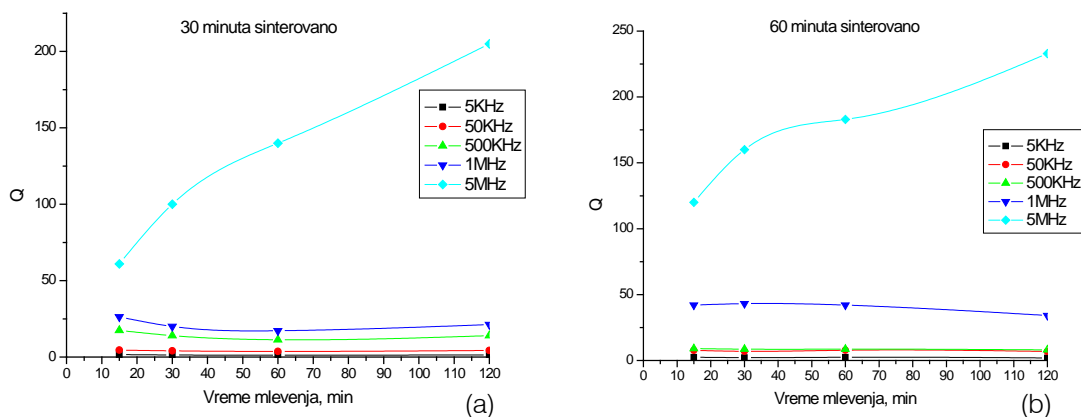 30 minuta sinterovano
200
150
100
50
0
Q
5KHz
50KHz
500KHz
1MHz
5MHz
0 10 20 30 40 50 60 70 80 90 100 110 120
Vreme mlevenja, min
(a)
60 minuta sinterovano
250
200
150
100
50
0
Q
5KHz
50KHz
500KHz
1MHz
5MHz
0 10 20 30 40 50 60 70 80 90 100 110 120
Vreme mlevenja, min
(b)